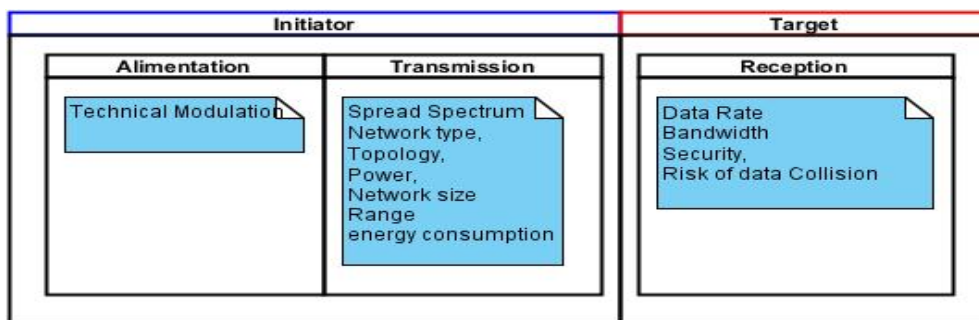 Initiator
Target
Alimentation
Transmission
Reception
Technical Modulation
Spread Spectrum
Network type,
Topology,
Power,
Network size
Range
energy consumption
Data Rate
Bandwidth
Security,
Risk of data Collision